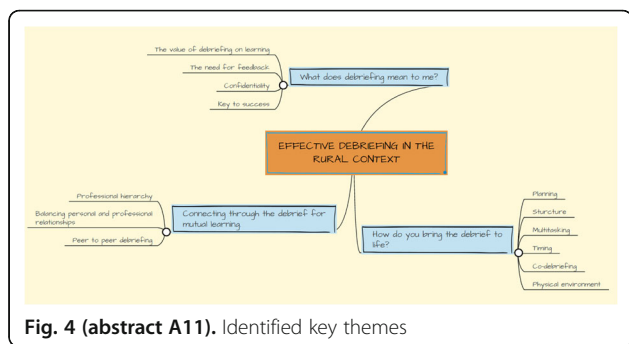 The value of debriefing on learning
The need for feedback
Confidentiality
Key to success
What does debriefing mean to me?
EFFECTIVE DEBRIEFING IN THE
RURAL CONTEXT
Professional hierarchy
Balancing personal and professional
relationships
Peer to peer debriefing
Connecting through the debrief for
mutual learning
How do you bring the debrief to
life?
Planning
Sturcture
Multitasking
Timing
Co-debriefing
Physical environment
Fig. 4 (abstract A11). Identified key themes